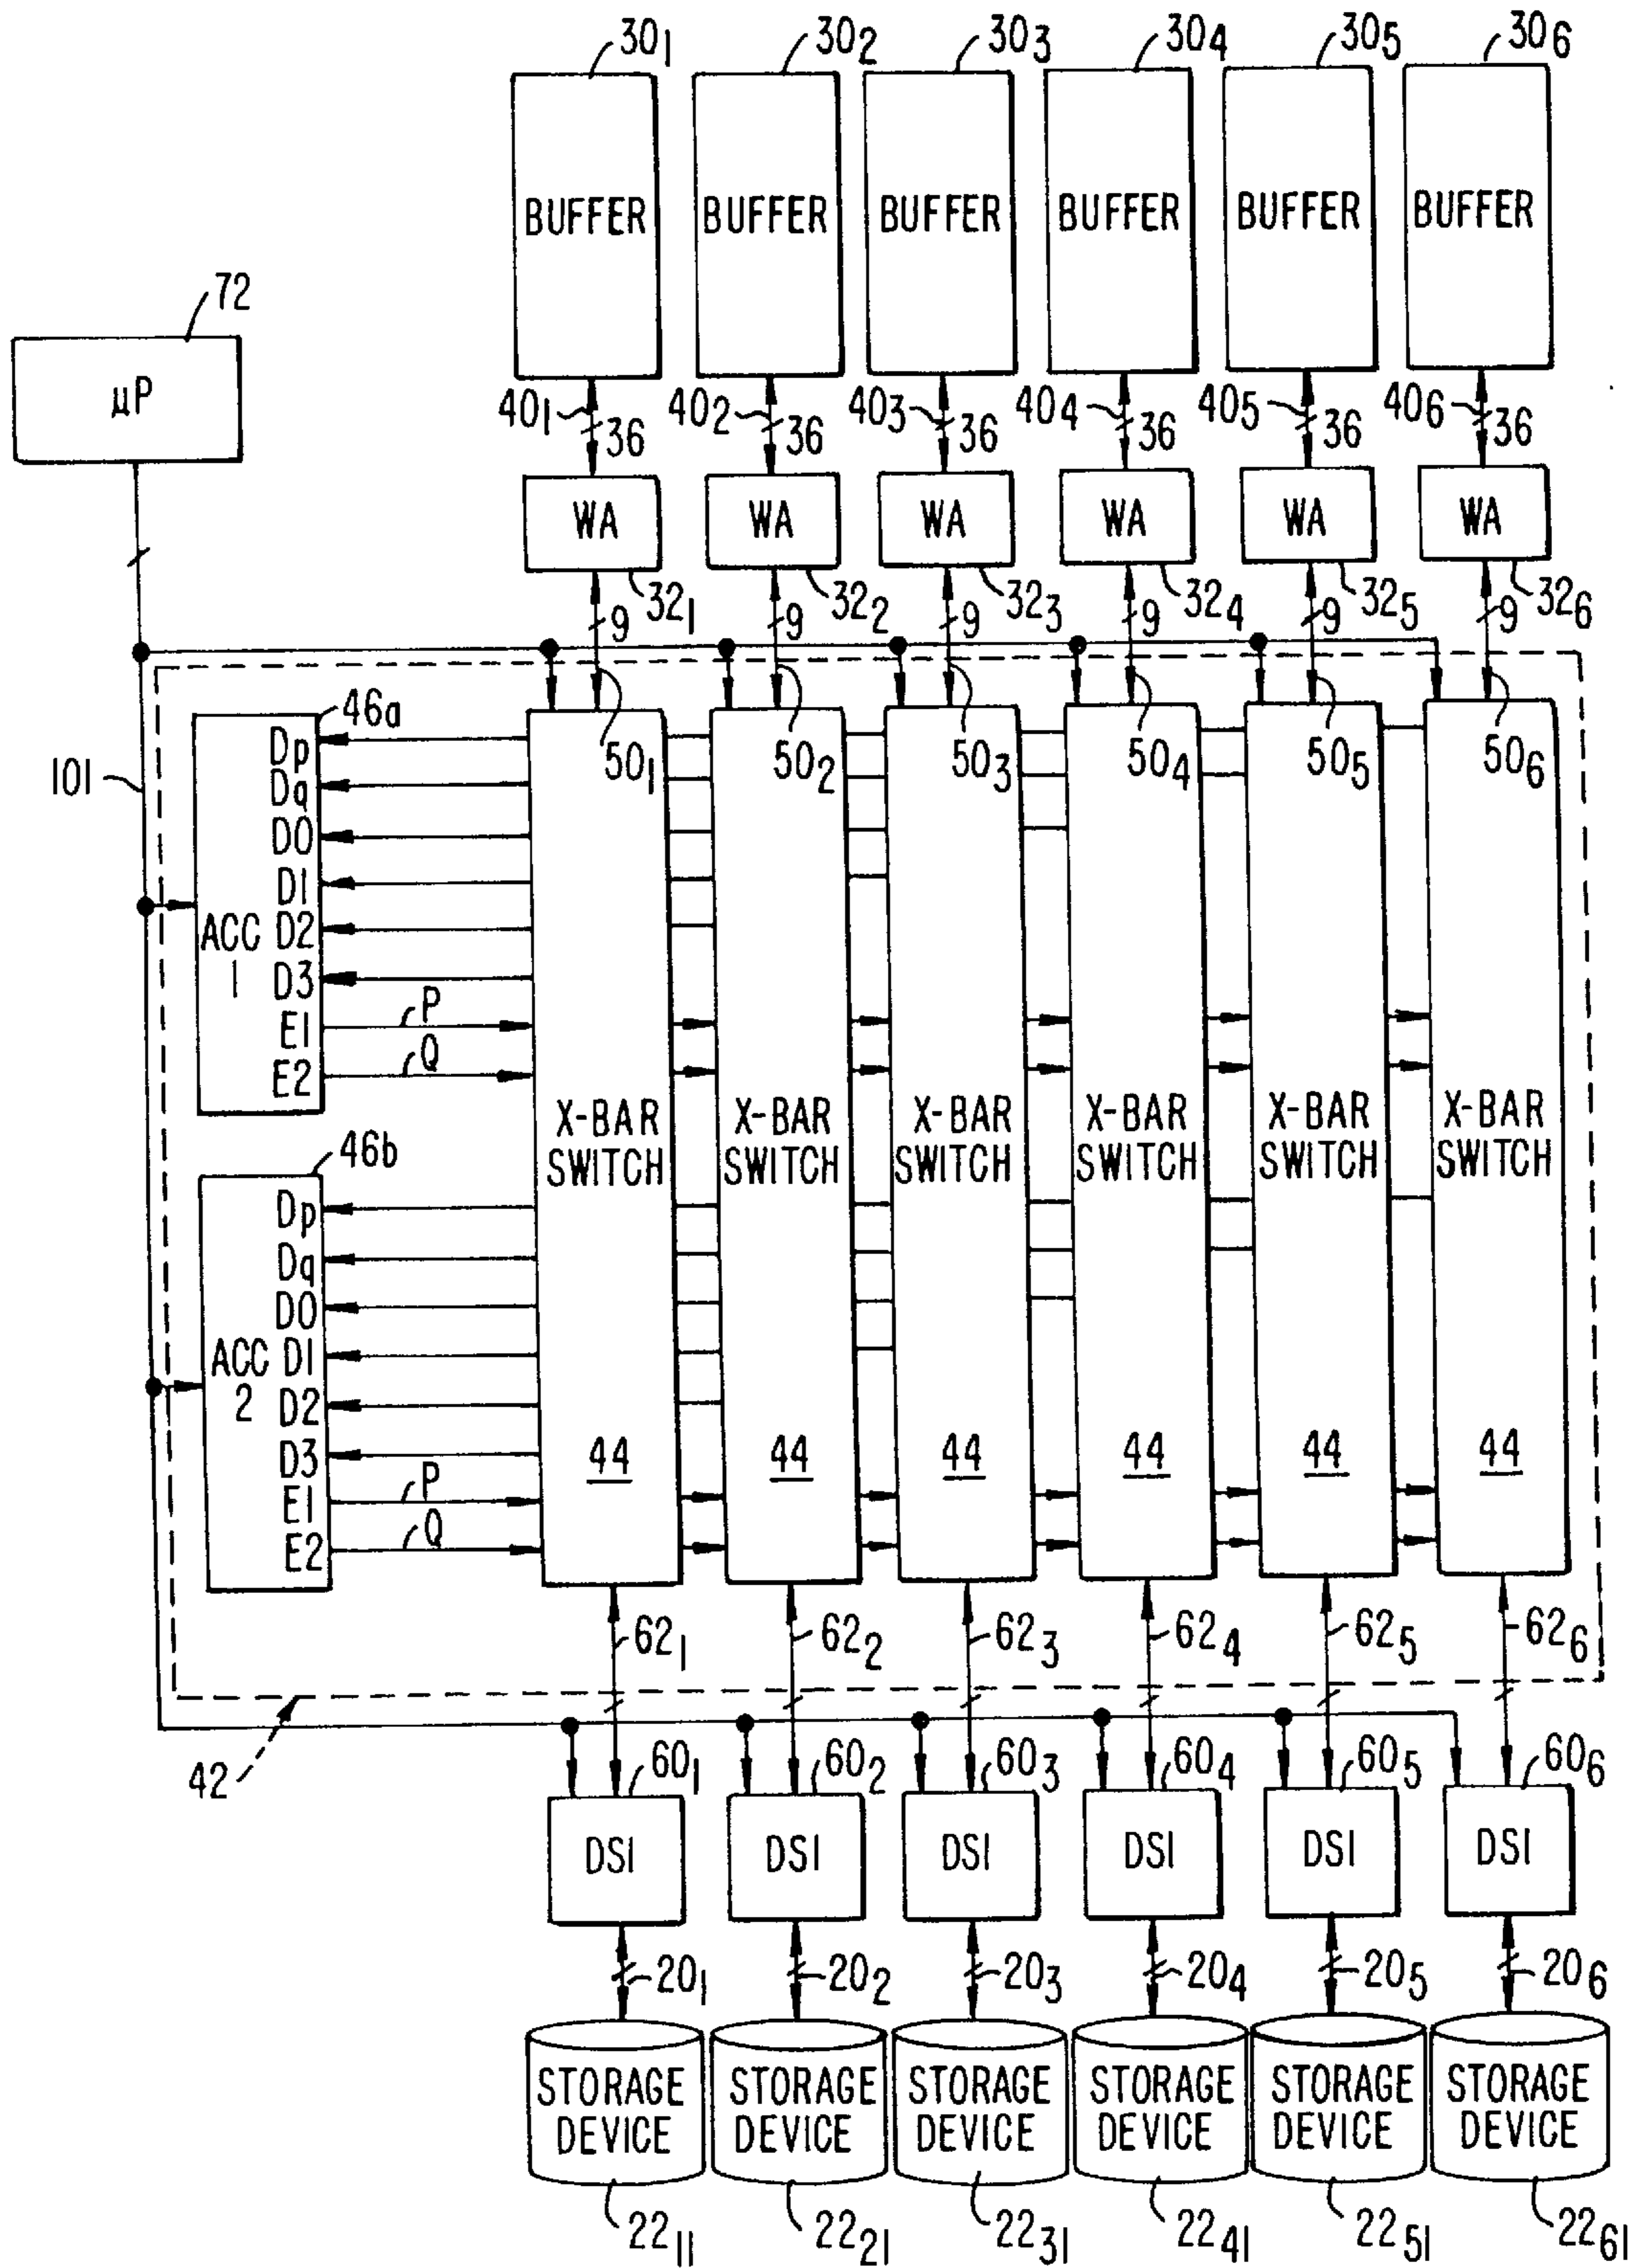 30₁ 30₂ 30₃ 30₄ 30₅ 30₆
BUFFER BUFFER BUFFER BUFFER BUFFER BUFFER
72
μP
40₁ 40₂ 40₃ 40₄ 40₅ 40₆
36 36 36 36 36 36
WA WA WA WA WA WA
32₁ 32₂ 32₃ 32₄ 32₅ 32₆
9 9 9 9 9 9
46a
50₁ 50₂ 50₃ 50₄ 50₅ 50₆
101
Dp
Dq
D0
D1
ACC 1
D2
D3
E1 P
E2 Q
X-BAR X-BAR X-BAR X-BAR X-BAR X-BAR
SWITCH SWITCH SWITCH SWITCH SWITCH SWITCH
46b
Dp
Dq
D0
D1
ACC 2
D2
D3
E1 P
E2 Q
44 44 44 44 44 44
62₁ 62₂ 62₃ 62₄ 62₅ 62₆
42
60₁ 60₂ 60₃ 60₄ 60₅ 60₆
DSI DSI DSI DSI DSI DSI
20₁ 20₂ 20₃ 20₄ 20₅ 20₆
STORAGE STORAGE STORAGE STORAGE STORAGE STORAGE
DEVICE DEVICE DEVICE DEVICE DEVICE DEVICE
22₁₁ 22₂₁ 22₃₁ 22₄₁ 22₅₁ 22₆₁